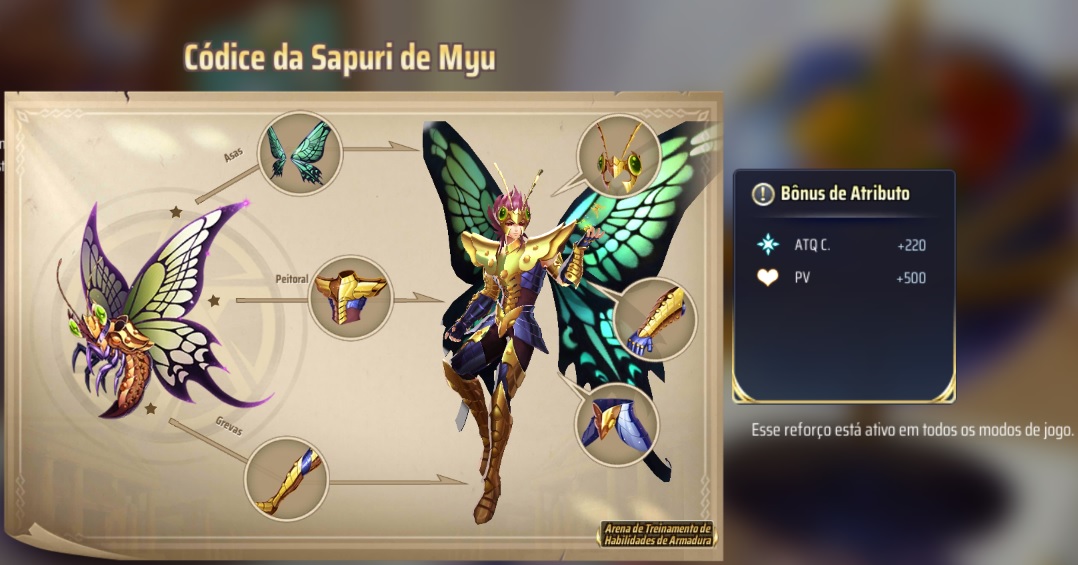 Códice da Sapuri de Myu
Asas
Peitoral
Grevas
Arena de Treinamento de
Habilidades de Armadura
Bônus de Atributo
ATQ C. +220
PV +500
Esse reforço está ativo em todos os modos de jogo.